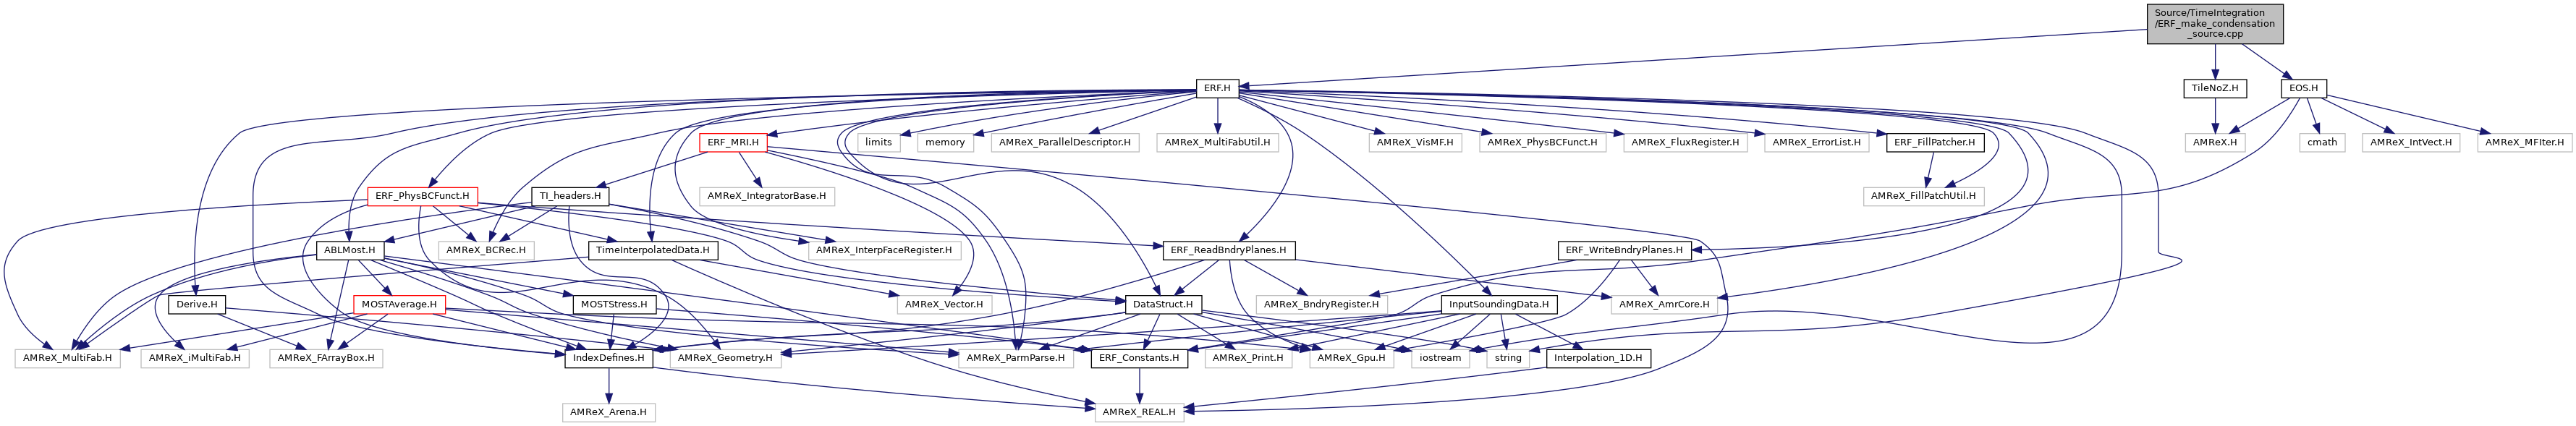 Source/TimeIntegration
/ERF_make_condensation
_source.cpp
ERF.H
TileNoZ.H
EOS.H
ERF_MRI.H
limits
memory
AMReX_ParallelDescriptor.H
AMReX_MultiFabUtil.H
AMReX_VisMF.H
AMReX_PhysBCFunct.H
AMReX_FluxRegister.H
AMReX_ErrorList.H
ERF_FillPatcher.H
AMReX.H
cmath
AMReX_IntVect.H
AMReX_MFIter.H
ERF_PhysBCFunct.H
TI_headers.H
AMReX_IntegratorBase.H
AMReX_FillPatchUtil.H
ABLMost.H
AMReX_BCRec.H
TimeInterpolatedData.H
AMReX_InterpFaceRegister.H
ERF_ReadBndryPlanes.H
ERF_WriteBndryPlanes.H
Derive.H
MOSTAverage.H
MOSTStress.H
AMReX_Vector.H
DataStruct.H
AMReX_BndryRegister.H
InputSoundingData.H
AMReX_AmrCore.H
AMReX_MultiFab.H
AMReX_iMultiFab.H
AMReX_FArrayBox.H
IndexDefines.H
AMReX_Geometry.H
AMReX_ParmParse.H
ERF_Constants.H
AMReX_Print.H
AMReX_Gpu.H
iostream
string
Interpolation_1D.H
AMReX_Arena.H
AMReX_REAL.H